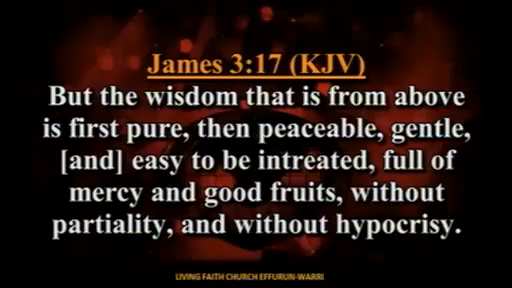 James 3:17 (KJV)
But the wisdom that is from above
is first pure, then peaceable, gentle,
[and] easy to be intreated, full of
mercy and good fruits, without
partiality, and without hypocrisy.
LIVING FAITH CHURCH EFFURUN-WARRI